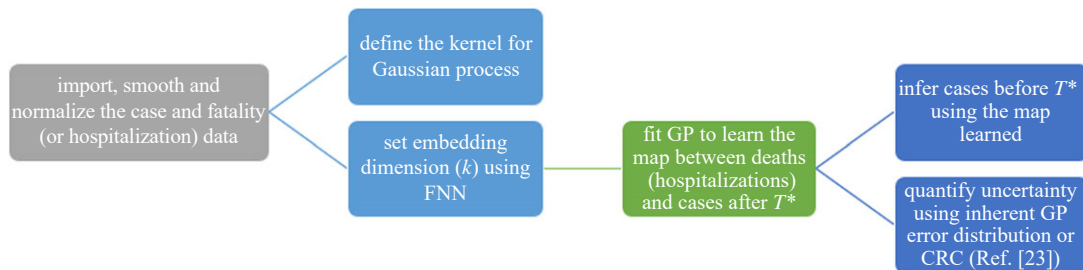 import, smooth and
normalize the case and fatality
(or hospitalization) data
define the kernel for
Gaussian process
set embedding
dimension (k) using
FNN
fit GP to learn the
map between deaths
(hospitalizations)
and cases after T*
infer cases before T*
using the map
learned
quantify uncertainty
using inherent GP
error distribution or
CRC (Ref. [23])